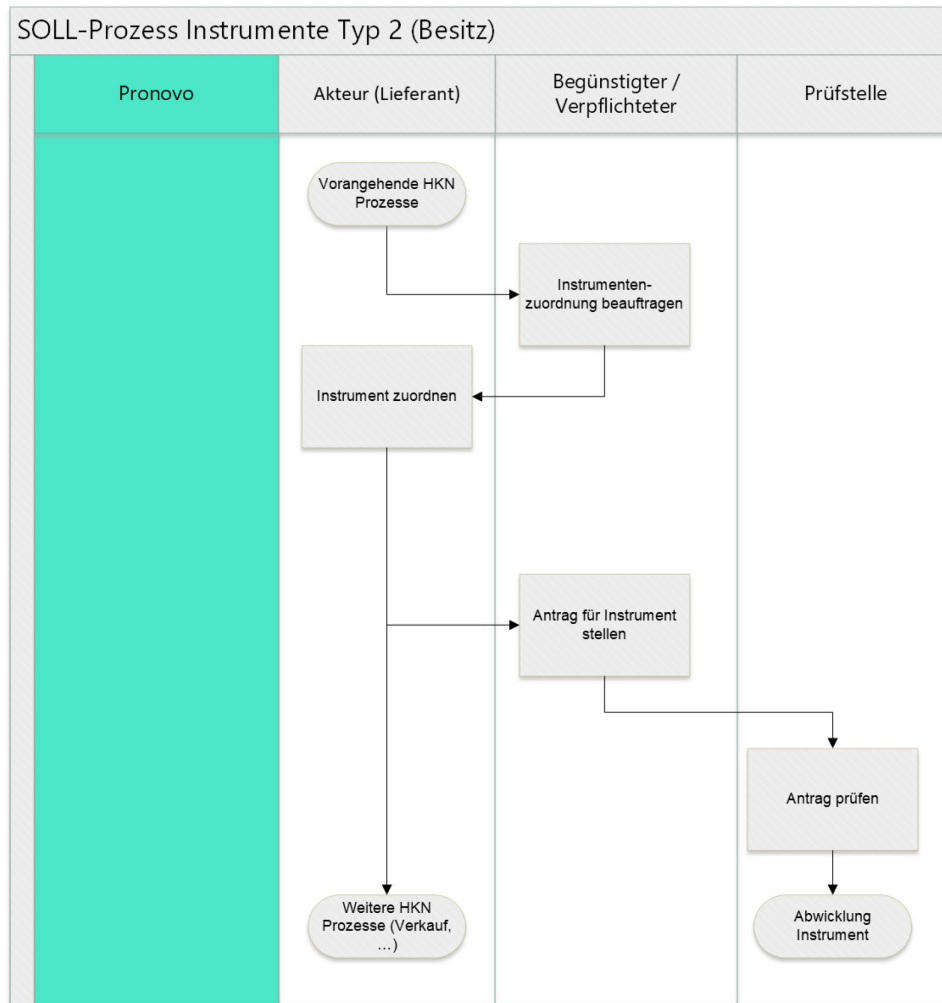 SOLL-Prozess Instrumente Typ 2 (Besitz)
Pronovo
Akteur (Lieferant)
Begünstigter /
Verpflichteter
Prüfstelle
Vorangehende HKN
Prozesse
Instrumenten-
zuordnung beauftragen
Instrument zuordnen
Antrag für Instrument
stellen
Antrag prüfen
Weitere HKN
Prozesse (Verkauf,
…)
Abwicklung
Instrument